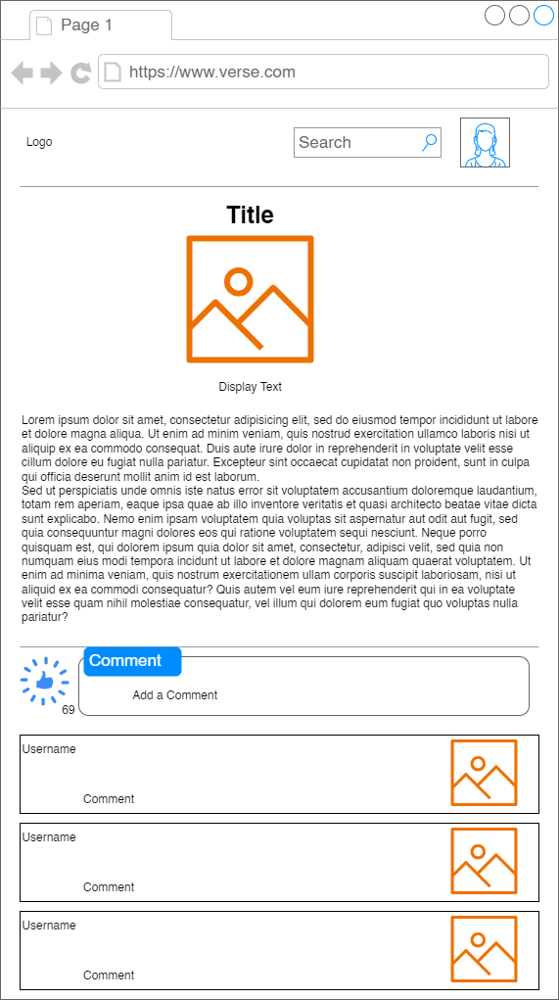 Page 1
https://www.verse.com
Logo
Search
Title
Display Text
Lorem ipsum dolor sit amet, consectetur adipisicing elit, sed do eiusmod tempor incididunt ut labore
et dolore magna aliqua. Ut enim ad minim veniam, quis nostrud exercitation ullamco laboris nisi ut
aliquip ex ea commodo consequat. Duis aute irure dolor in reprehenderit in voluptate velit esse
cillum dolore eu fugiat nulla pariatur. Excepteur sint occaecat cupidatat non proident, sunt in culpa
qui officia deserunt mollit anim id est laborum.
Sed ut perspiciatis unde omnis iste natus error sit voluptatem accusantium doloremque laudantium,
totam rem aperiam, eaque ipsa quae ab illo inventore veritatis et quasi architecto beatae vitae dicta
sunt explicabo. Nemo enim ipsam voluptatem quia voluptas sit aspernatur aut odit aut fugit, sed
quia consequuntur magni dolores eos qui ratione voluptatem sequi nesciunt. Neque porro
quisquam est, qui dolorem ipsum quia dolor sit amet, consectetur, adipisci velit, sed quia non
numquam eius modi tempora incidunt ut labore et dolore magnam aliquam quaerat voluptatem. Ut
enim ad minima veniam, quis nostrum exercitationem ullam corporis suscipit laboriosam, nisi ut
aliquid ex ea commodi consequatur? Quis autem vel eum iure reprehenderit qui in ea voluptate
velit esse quam nihil molestiae consequatur, vel illum qui dolorem eum fugiat quo voluptas nulla
pariatur?
Comment
Add a Comment
69
Username
Comment
Username
Comment
Username
Comment